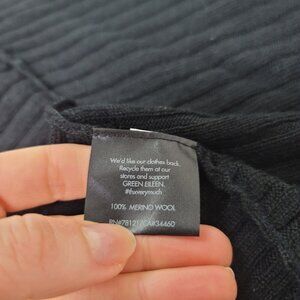 We'd like our clothes back.
Recycle them at our
stores and support
GREEN EILEEN.
#theverymuch
100% MERINO WOOL
RN#78121?CA#34460